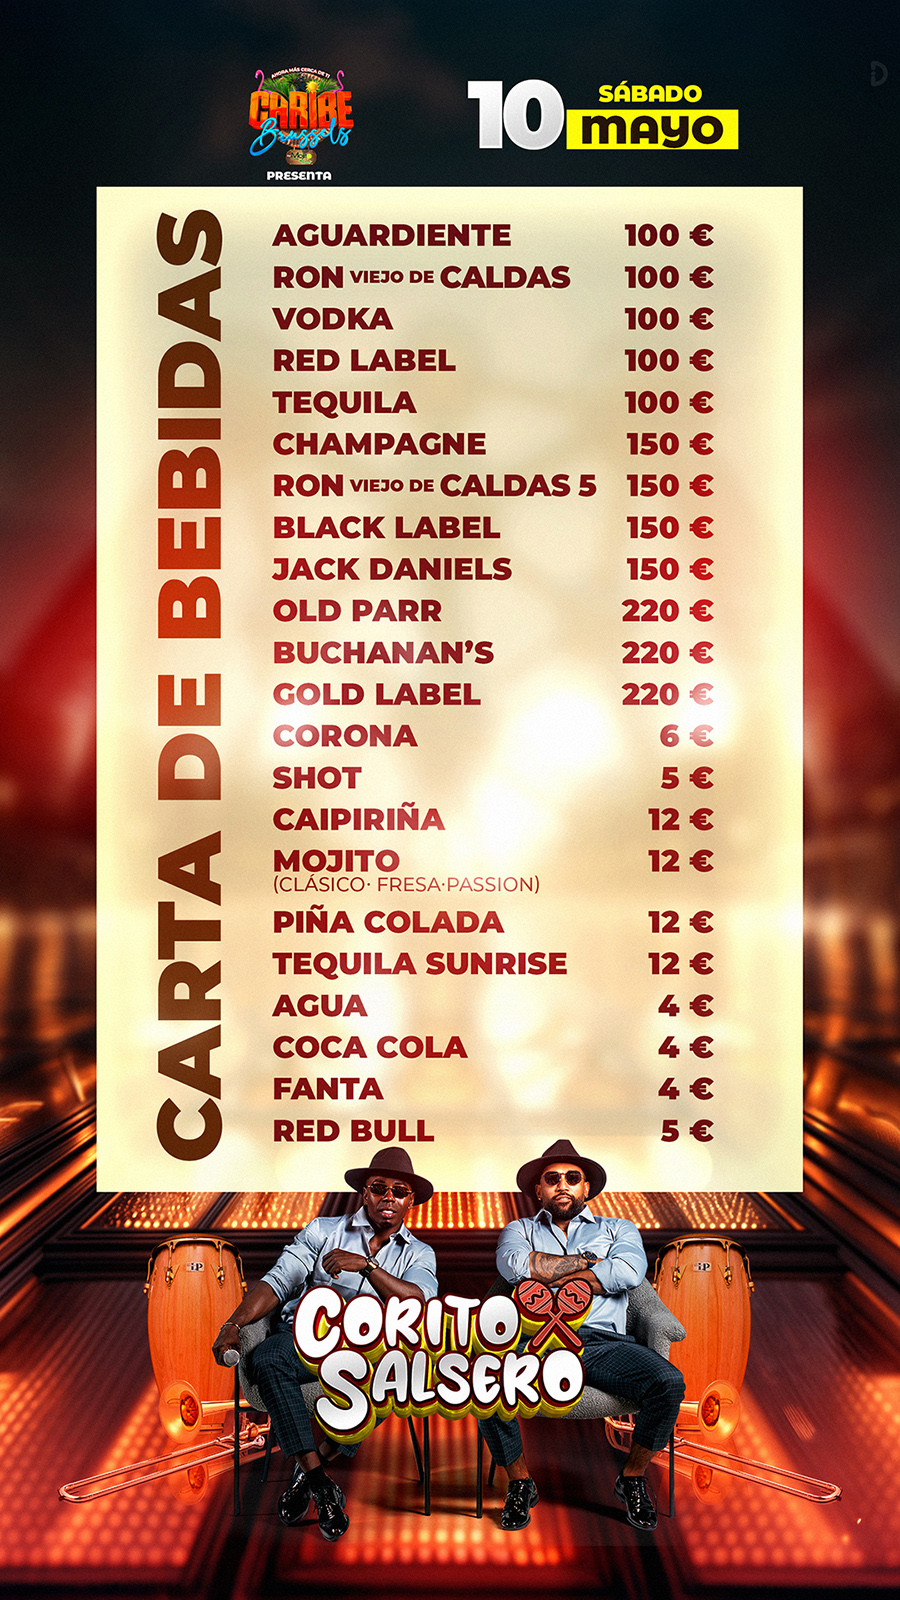 AHORA MÁS CERCA DE TI
CARIBE
Brussels
PRESENTA
10
SÁBADO
MAYO
CARTA DE BEBIDAS
AGUARDIENTE 100 €
RON VIEJO DE CALDAS 100 €
VODKA 100 €
RED LABEL 100 €
TEQUILA 100 €
CHAMPAGNE 150 €
RON VIEJO DE CALDAS 5 150 €
BLACK LABEL 150 €
JACK DANIELS 150 €
OLD PARR 220 €
BUCHANAN’S 220 €
GOLD LABEL 220 €
CORONA 6 €
SHOT 5 €
CAIPIRIÑA 12 €
MOJITO 12 €
(CLÁSICO· FRESA·PASSION)
PIÑA COLADA 12 €
TEQUILA SUNRISE 12 €
AGUA 4 €
COCA COLA 4 €
FANTA 4 €
RED BULL 5 €
LP LP
CORITO
SALSERO